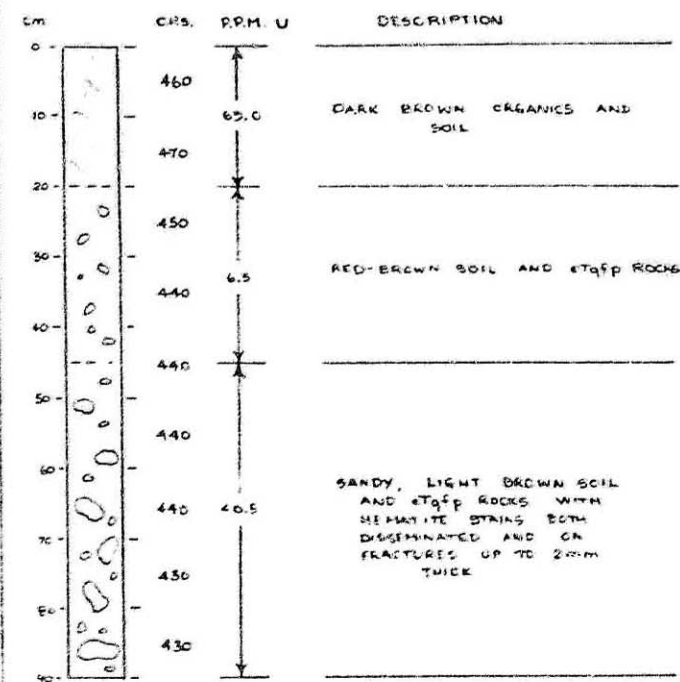 cm C.P.S. P.P.M. U DESCRIPTION
0
460
10 63.0 DARK BROWN ORGANICS AND
SOIL
470
20
450
30
6.5 RED-BROWN SOIL AND eTqfp ROCKS
440
40
440
50
440
60
SANDY, LIGHT BROWN SOIL
AND eTqfp ROCKS WITH
440 40.5 HEMATITE STAINS BOTH
70 DISSEMINATED AND ON
FRACTURES UP TO 2mm
THICK
430
80
430
90